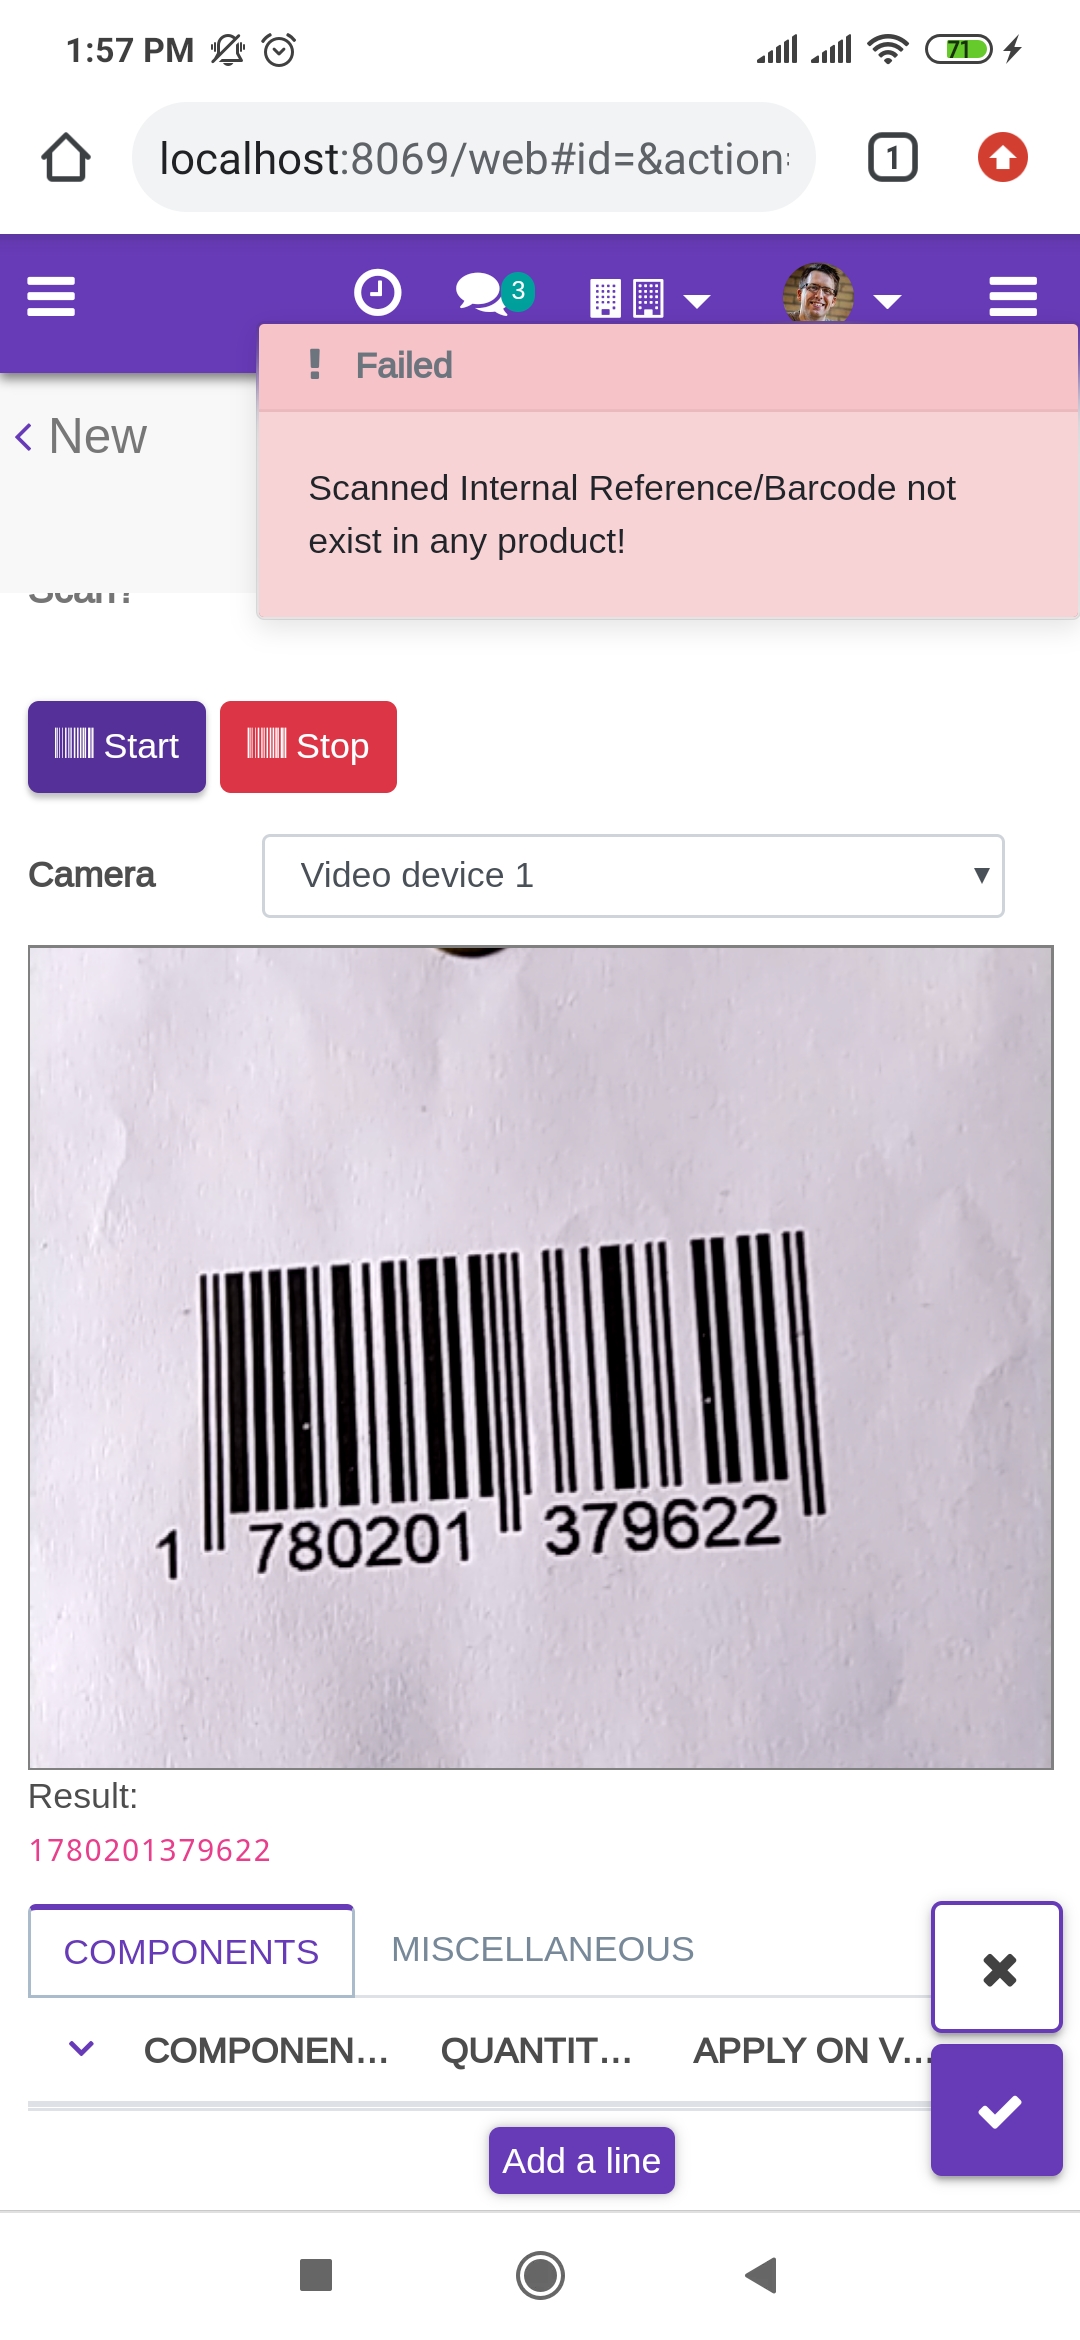 1:57 PM
71
localhost:8069/web#id=&action
1
3
Failed
New
Scanned Internal Reference/Barcode not
exist in any product!
Start
Stop
Camera
Video device 1
1 780201 379622
Result:
1780201379622
COMPONENTS
MISCELLANEOUS
COMPONEN...
QUANTIT...
APPLY ON V...
Add a line